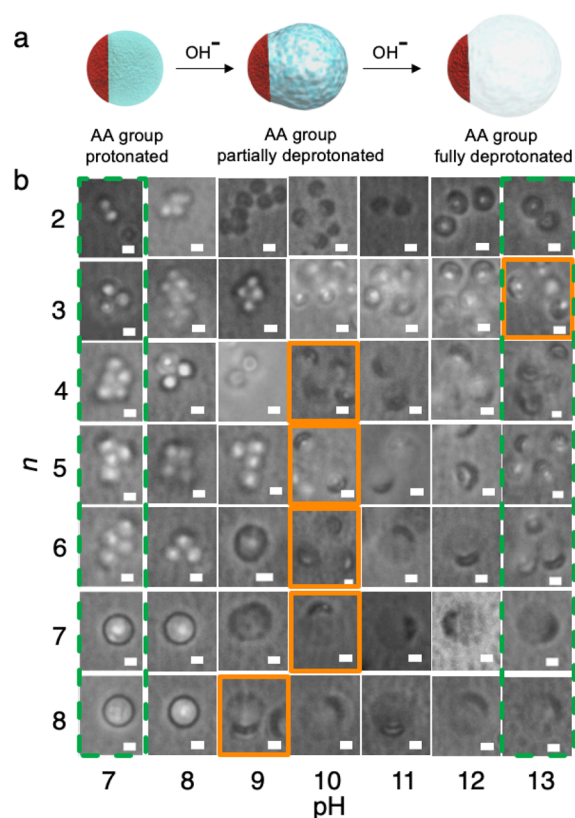 a
OH⁻
OH⁻
AA group
protonated
AA group
partially deprotonated
AA group
fully deprotonated
b
2
3
4
n
5
6
7
8
7 8 9 10 11 12 13
pH